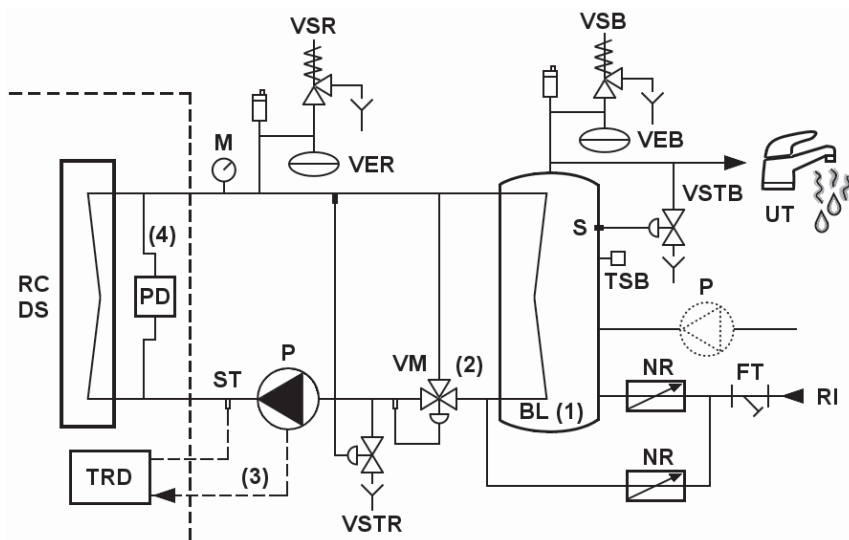 VSR
VSB
M
VER
VEB
VSTB
UT
(4)
S
RC
DS
PD
TSB
P
P
ST
VM
(2)
NR
FT
RI
BL (1)
TRD
(3)
NR
VSTR